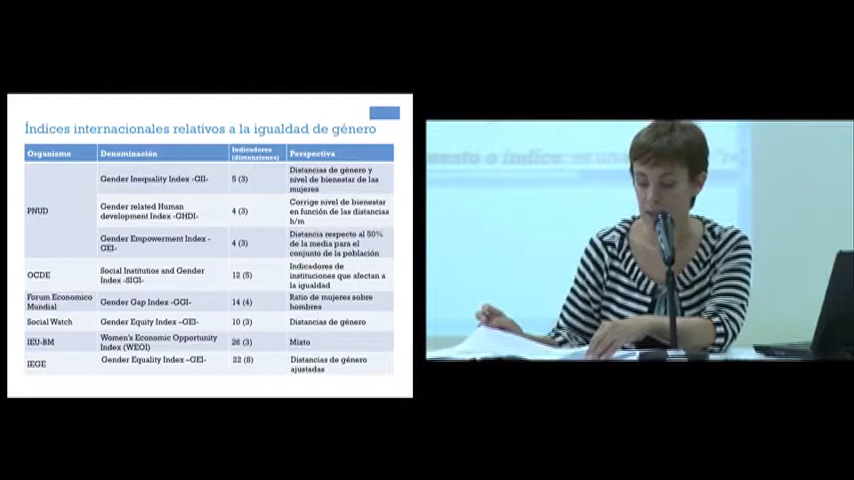 Índices internacionales relativos a la igualdad de género
Organismo
Denominación
Indicadores
(dimensiones)
Perspectiva
PNUD
Gender Inequality Index -GII-
5 (3)
Distancias de género y
nivel de bienestar de las
mujeres
Gender related Human
development Index -GHDI-
4 (3)
Corrige nivel de bienestar
en función de las distancias
h/m
Gender Empowerment Index -
GEI-
4 (3)
Distancia respecto al 50%
de la media para el
conjunto de la población
OCDE
Social Institutios and Gender
Index -SIGI-
12 (5)
Indicadores de
instituciones que afectan a
la igualdad
Forum Economico
Mundial
Gender Gap Index -GGI-
14 (4)
Ratio de mujeres sobre
hombres
Social Watch
Gender Equity Index –GEI-
10 (3)
Distancias de género
IEU-BM
Women's Economic Opportunity
Index (WEOI)
26 (3)
Mixto
IEGE
Gender Equality Index –GEI-
22 (8)
Distancias de género
ajustadas
o índice: es